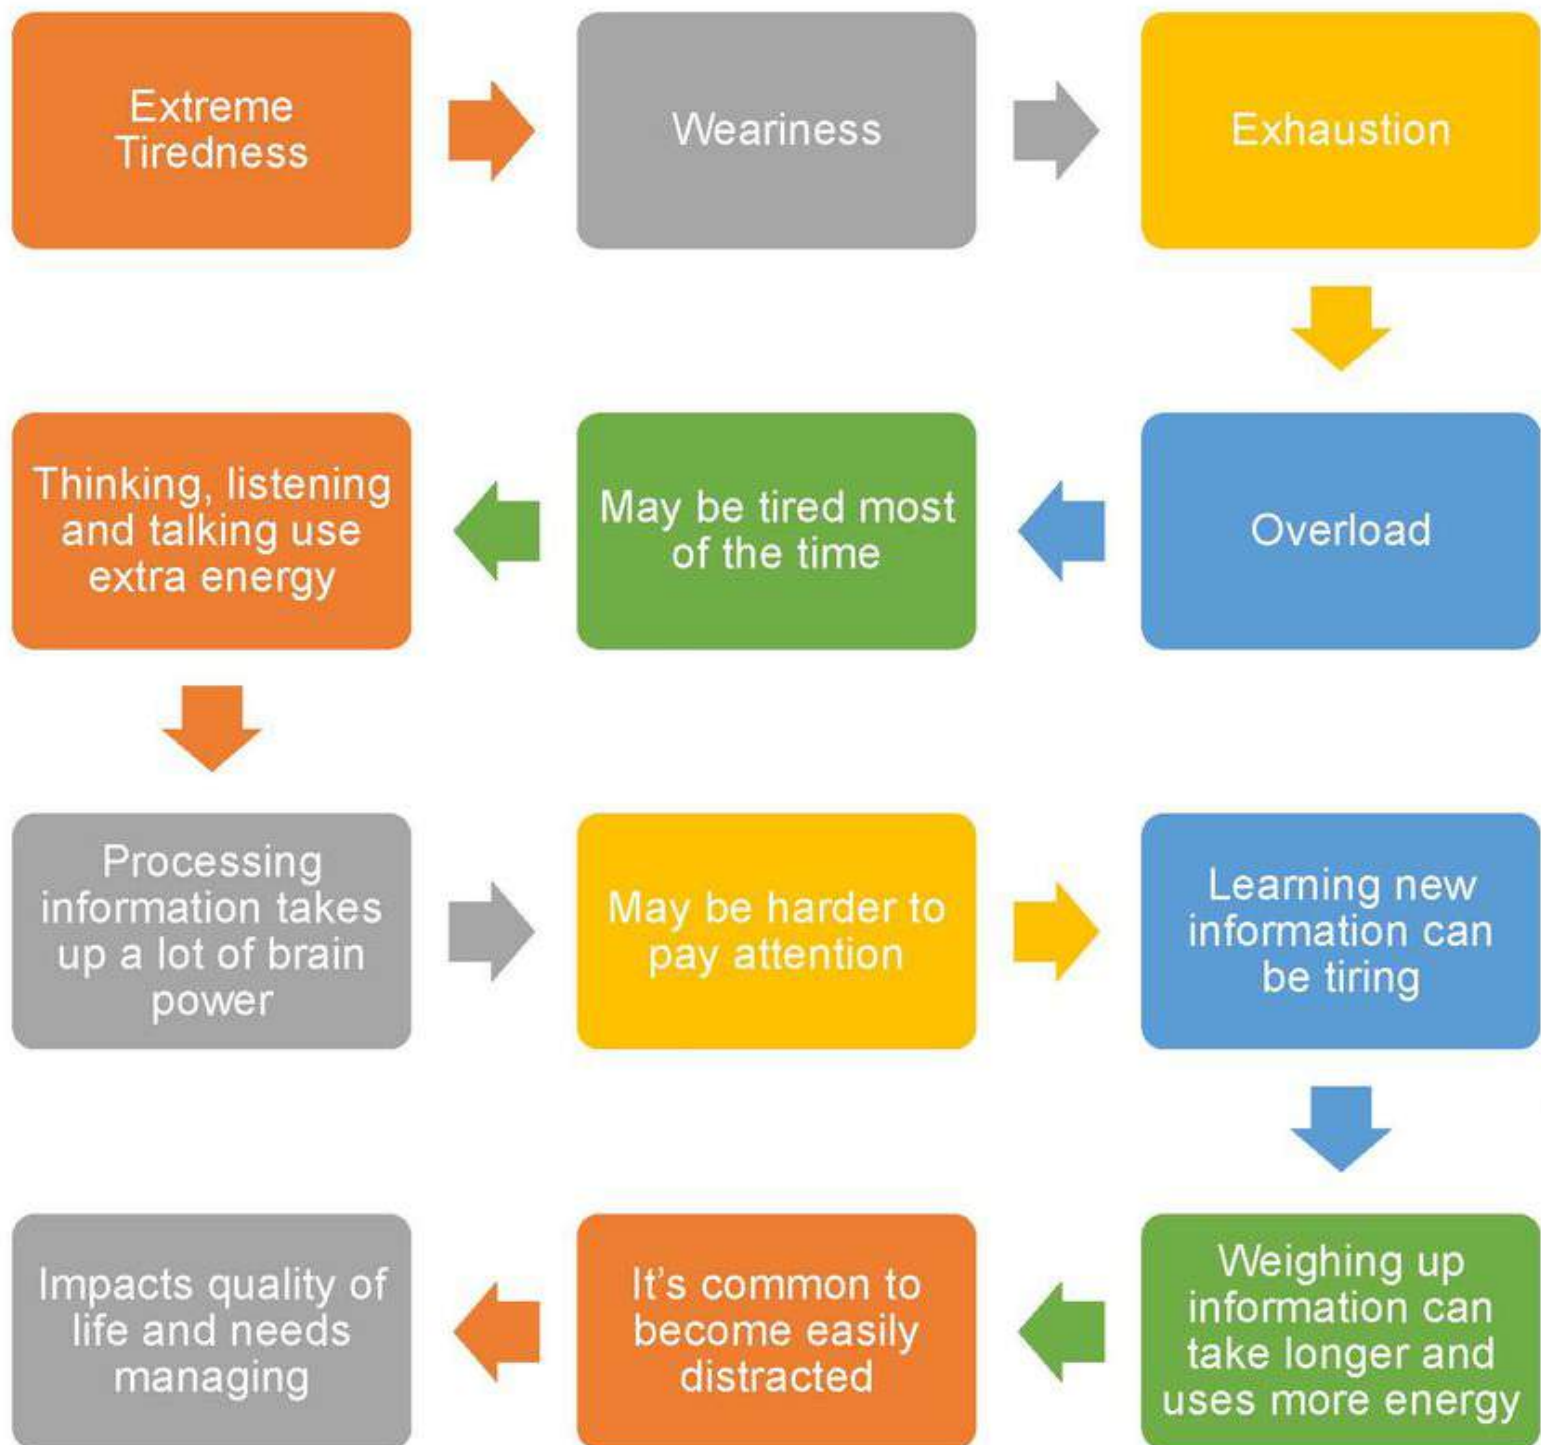 Extreme
Tiredness
Weariness
Exhaustion
Overload
May be tired most
of the time
Thinking, listening
and talking use
extra energy
Processing
information takes
up a lot of brain
power
May be harder to
pay attention
Learning new
information can
be tiring
Weighing up
information can
take longer and
uses more energy
It’s common to
become easily
distracted
Impacts quality of
life and needs
managing